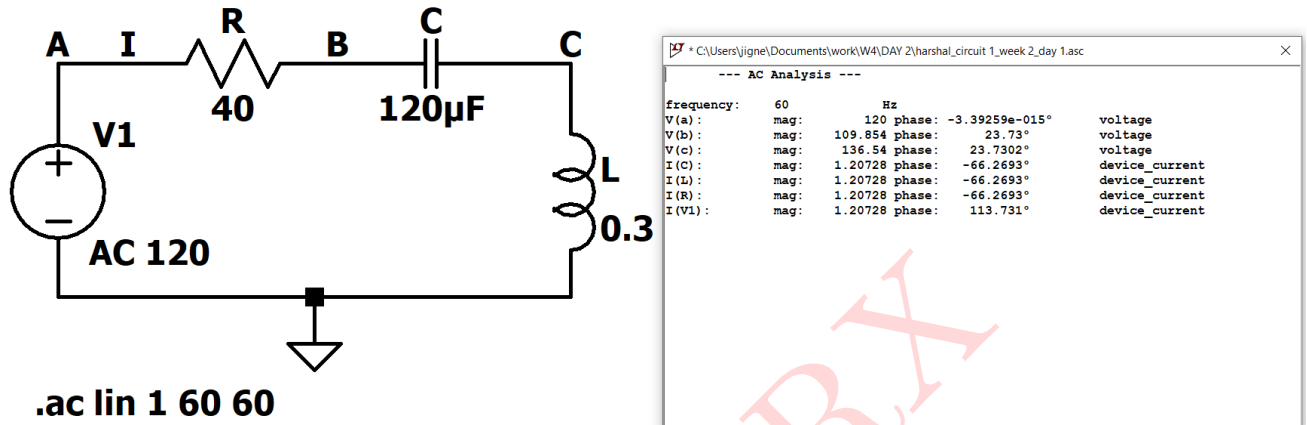 A I R B C C
40 120µF
V1
L
0.3
AC 120
.ac lin 1 60 60
* C:\Users\jigne\Documents\work\W4\DAY 2\harshal_circuit 1_week 2_day 1.asc
--- AC Analysis ---
frequency: 60 Hz
V(a): mag: 120 phase: -3.39259e-015° voltage
V(b): mag: 109.854 phase: 23.73° voltage
V(c): mag: 136.54 phase: 23.7302° voltage
I(C): mag: 1.20728 phase: -66.2693° device_current
I(L): mag: 1.20728 phase: -66.2693° device_current
I(R): mag: 1.20728 phase: -66.2693° device_current
I(V1): mag: 1.20728 phase: 113.731° device_current